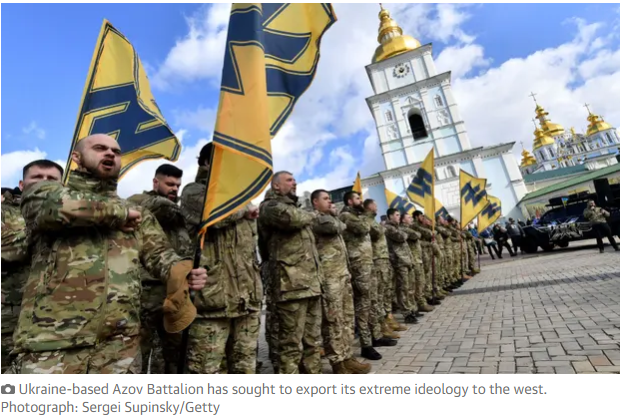 Ukraine-based Azov Battalion has sought to export its extreme ideology to the west.
Photograph: Sergei Supinsky/Getty